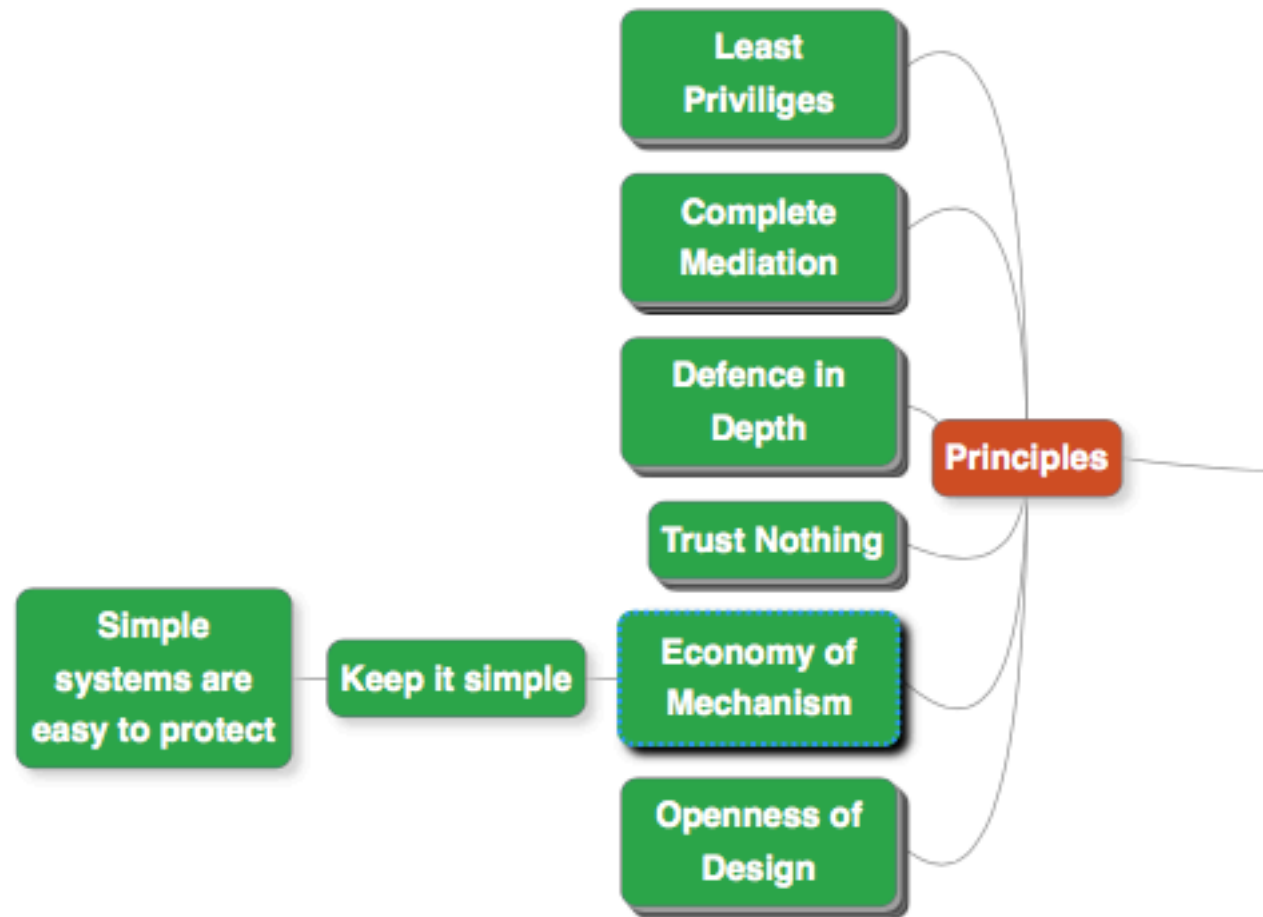 Least
Priviliges
Complete
Mediation
Defence in
Depth
Principles
Trust Nothing
Simple
systems are
easy to protect
Keep it simple
Economy of
Mechanism
Openness of
Design